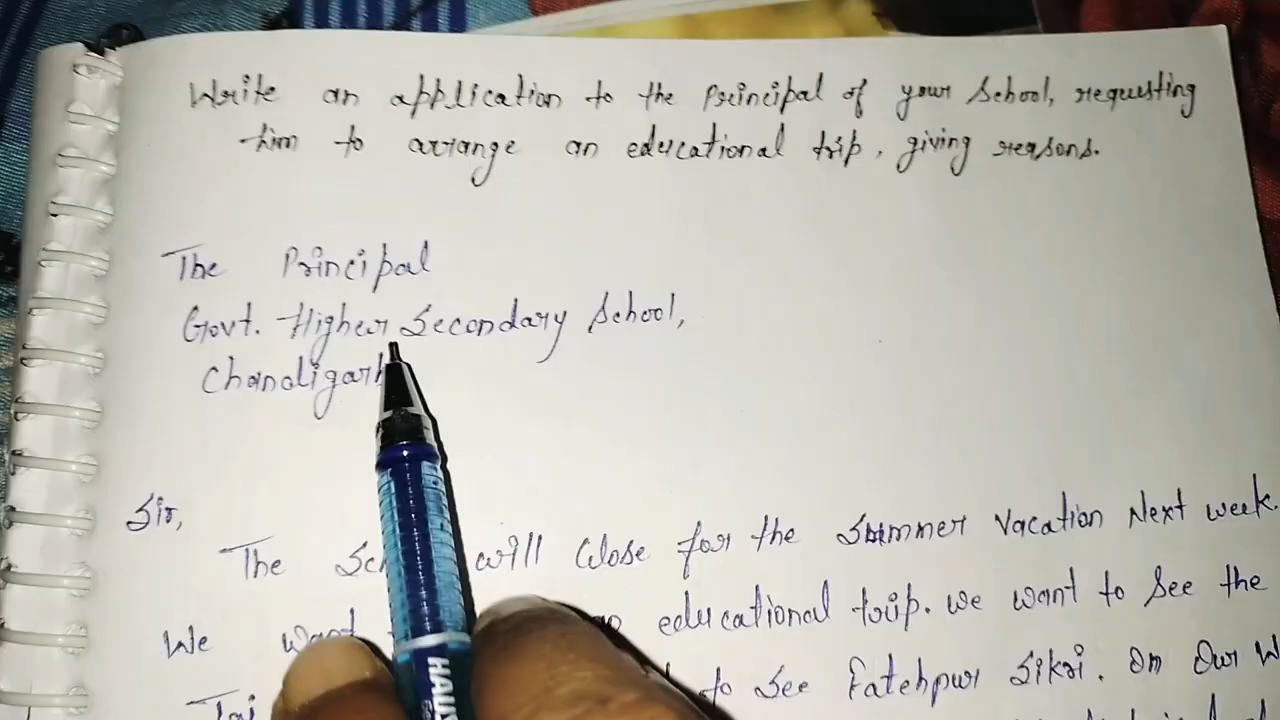 Write an application to the Principal of your School, requesting
him to arrange an educational trip, giving reasons.
The Principal
Govt. Higher Secondary School,
Chandigarh
Sir,
The will close for the Summer Vacation Next week.
We want educational trip. we want to See the
Taj to See Fatehpur Sikri. On Our